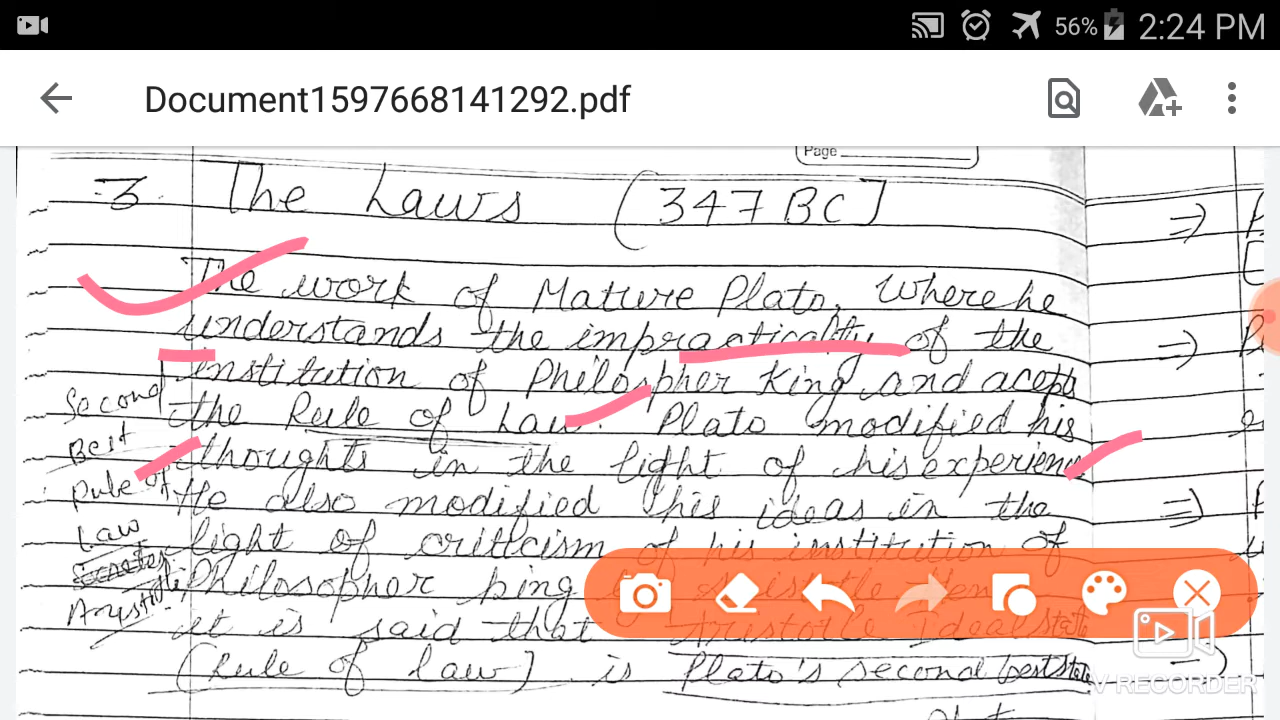 56% 2:24 PM
Document1597668141292.pdf
Page
3. The Laws (347 BC)
The work of Mature Plato, Where he
understands the impracticality of the
institution of Philospher King and acept
the Rule of Law. Plato modified his
thoughts in the light of his experience
He also modified his ideas in the
light of criticism of his institution of
Philosopher king Aristotle
it is said that Aristotle Ideal state
(Rule of law) is Plato's second best state
Second
Best
Rule of
Law
Aristotle
V RECORDER